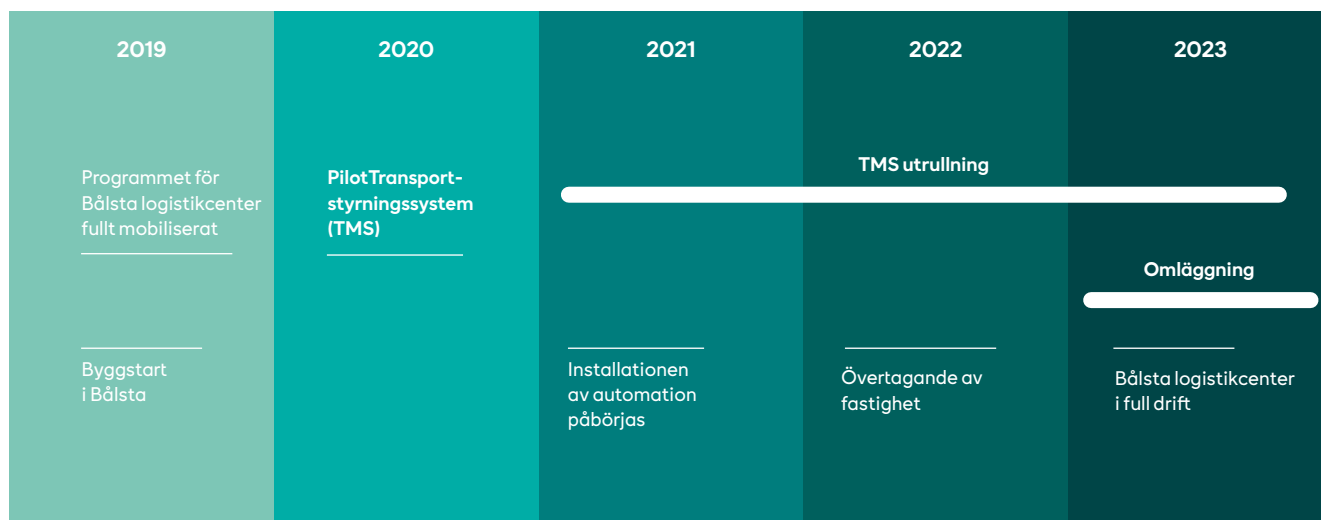 2019
Programmet för
Bålsta logistikcenter
fullt mobiliserat
Byggstart
i Bålsta
2020
PilotTransport-
styrningssystem
(TMS)
2021
Installationen
av automation
påbörjas
2022
TMS utrullning
Övertagande av
fastighet
2023
Omläggning
Bålsta logistikcenter
i full drift